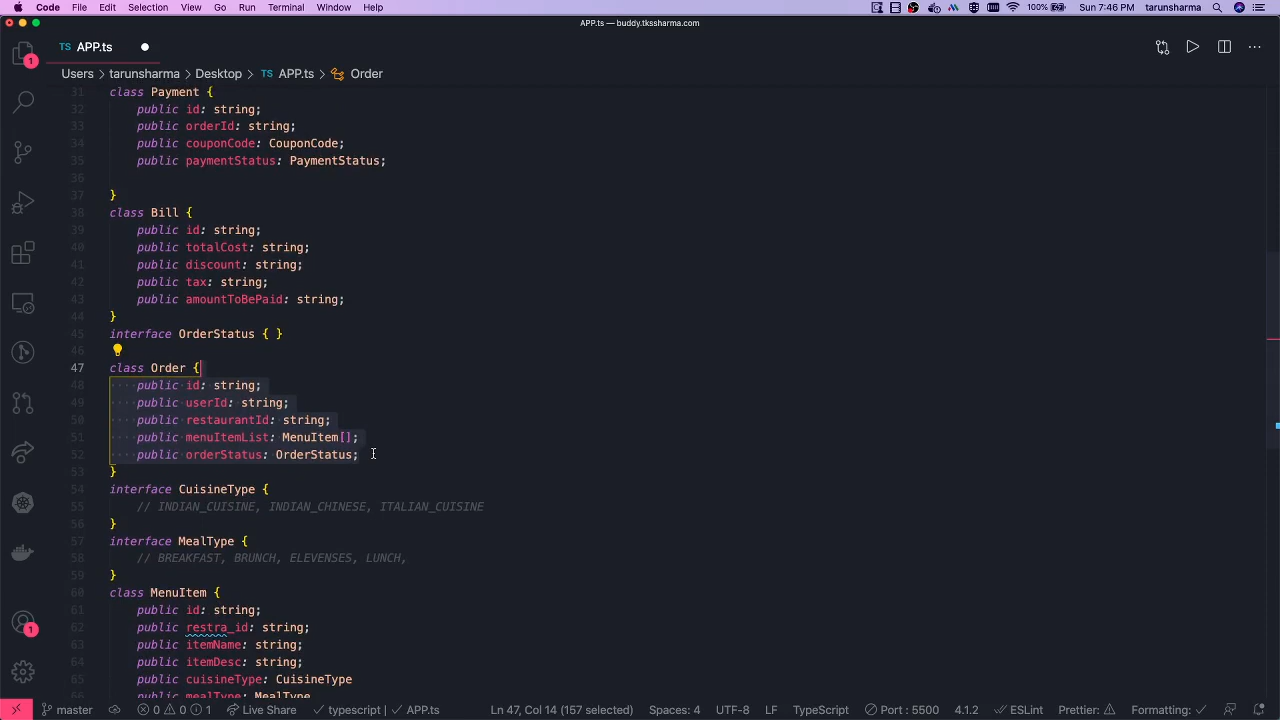 Code File Edit Selection View Go Run Terminal Window Help 100% Sun 7:46 PM tarunsharma
APP.ts — buddy.tkssharma.com
TS APP.ts
Users > tarunsharma > Desktop > TS APP.ts > Order
31 class Payment {
32 public id: string;
33 public orderId: string;
34 public couponCode: CouponCode;
35 public paymentStatus: PaymentStatus;
36
37 }
38 class Bill {
39 public id: string;
40 public totalCost: string;
41 public discount: string;
42 public tax: string;
43 public amountToBePaid: string;
44 }
45 interface OrderStatus { }
46
47 class Order {
48 ····public·id:·string;
49 ····public·userId:·string;
50 ····public·restaurantId:·string;
51 ····public·menuItemList:·MenuItem[];
52 ····public·orderStatus:·OrderStatus;
53 }
54 interface CuisineType {
55 // INDIAN_CUISINE, INDIAN_CHINESE, ITALIAN_CUISINE
56 }
57 interface MealType {
58 // BREAKFAST, BRUNCH, ELEVENSES, LUNCH,
59 }
60 class MenuItem {
61 public id: string;
62 public restra_id: string;
63 public itemName: string;
64 public itemDesc: string;
65 public cuisineType: CuisineType
66 public mealType: MealType
1
1
master 0 0 1 Live Share typescript | APP.ts Ln 47, Col 14 (157 selected) Spaces: 4 UTF-8 LF TypeScript Port : 5500 4.1.2 ESLint Prettier: Formatting: